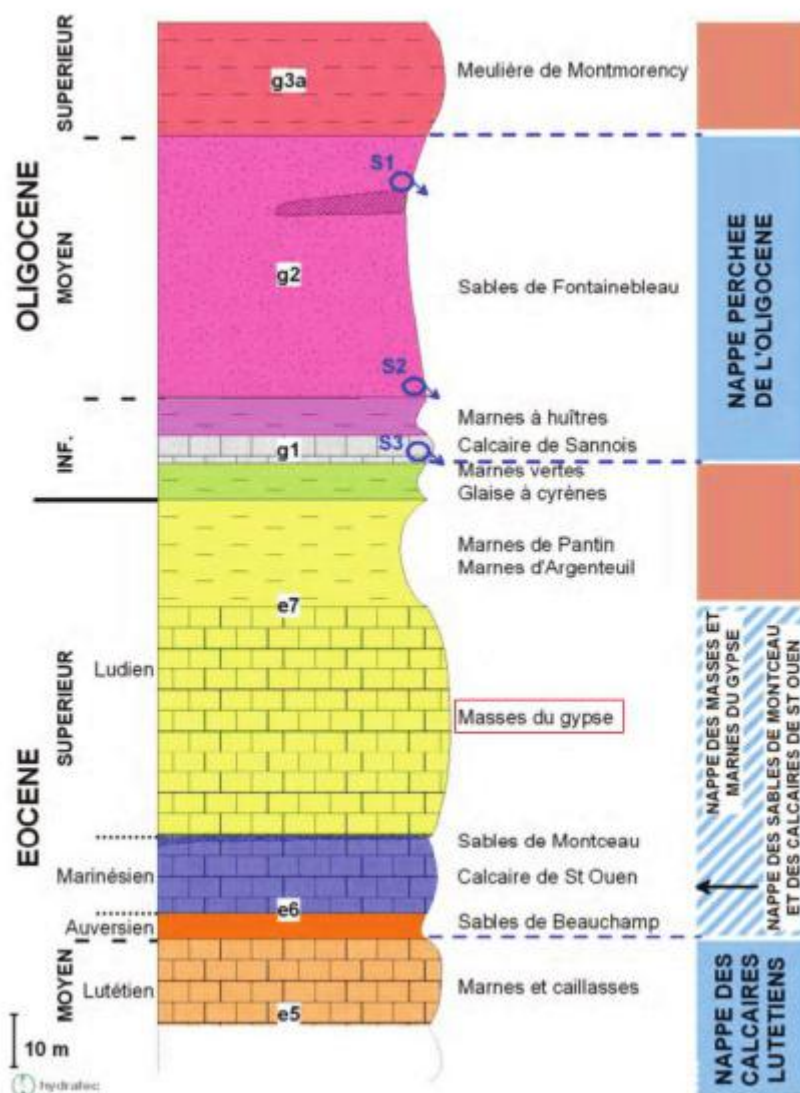 SUPERIEUR
g3a
Meulière de Montmorency
OLIGOCENE
MOYEN
S1
g2
Sables de Fontainebleau
NAPPE PERCHEE
DE L'OLIGOCENE
S2
INF.
Marnes à huîtres
g1
S3
Calcaire de Sannois
Marnes vertes
Glaise à cyrènes
Marnes de Pantin
Marnes d'Argenteuil
e7
EOCENE
SUPERIEUR
Ludien
Masses du gypse
NAPPE DES MASSES ET
MARNES DU GYPSE
NAPPE DES SABLES DE MONTCEAU
ET DES CALCAIRES DE ST OUEN
Sables de Montceau
Marinésien
Calcaire de St Ouen
e6
Auversien
Sables de Beauchamp
MOYEN
Lutétien
Marnes et caillasses
e5
NAPPE DES
CALCAIRES
LUTETIENS
10 m
hydratec